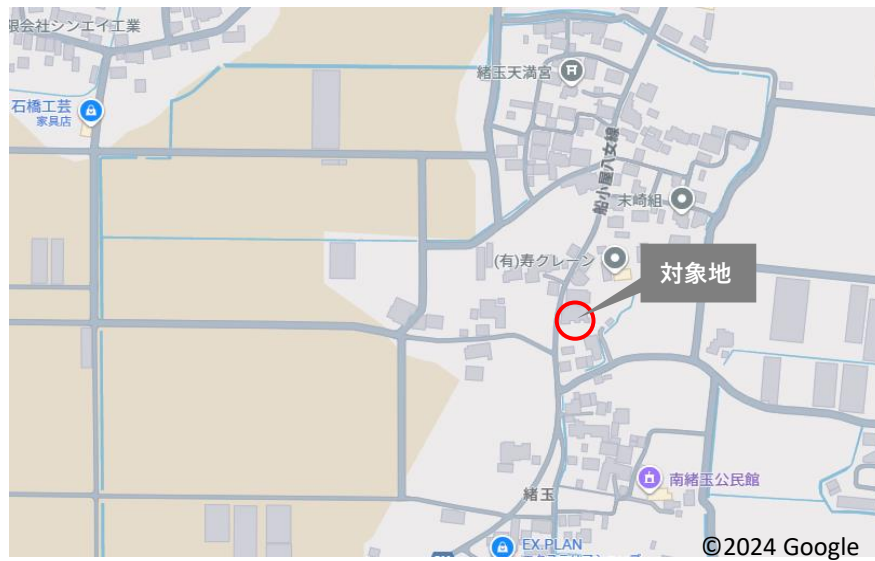 限会社シンエイ工業
緒玉天満宮
石橋工芸
家具店
船小屋八女線
末崎組
(有)寿クレーン
対象地
南緒玉公民館
緒玉
EX PLAN
©2024 Google